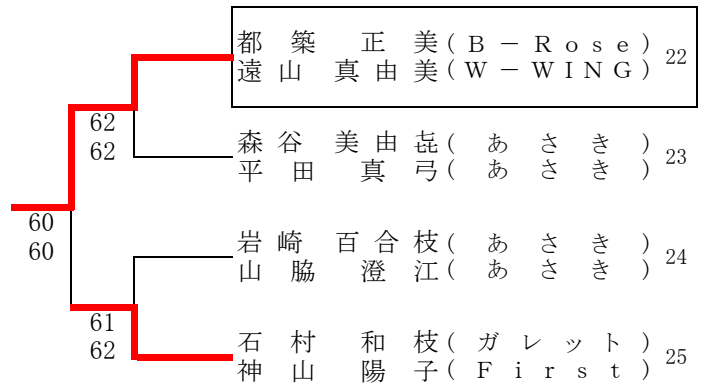 都築 正美(B-Rose)
遠山 真由美(W-WING) 22
62
62
森谷 美由㐂(あさき)
平田 真弓(あさき) 23
60
60
岩崎 百合枝(あさき)
山脇 澄江(あさき) 24
61
62
石村 和枝(ガレット)
神山 陽子(First) 25